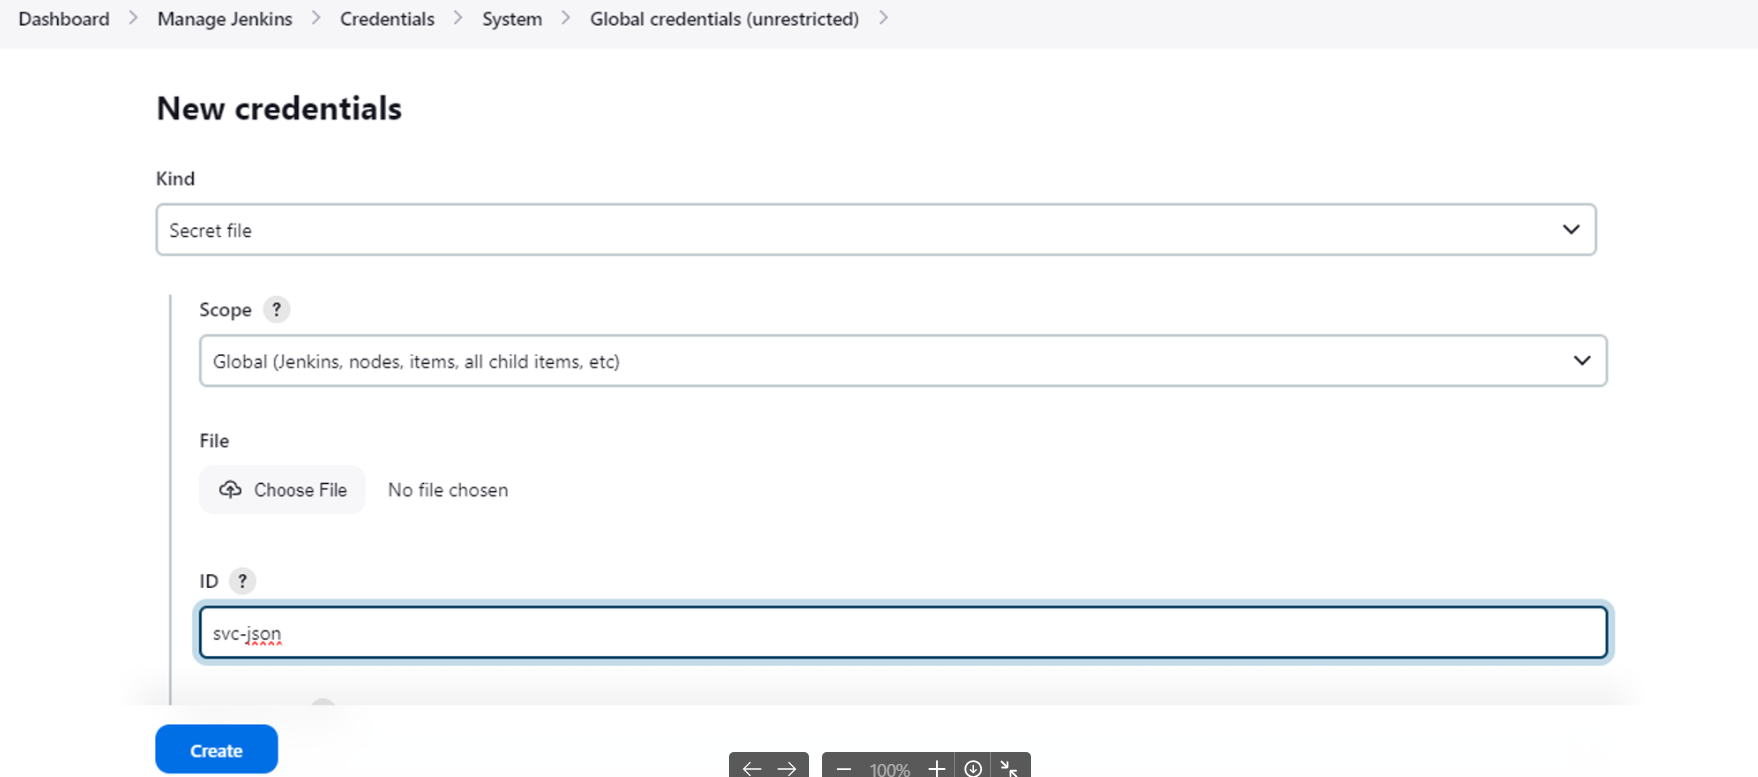 Dashboard > Manage Jenkins > Credentials > System > Global credentials (unrestricted) >
New credentials
Kind
Secret file
Scope ?
Global (Jenkins, nodes, items, all child items, etc)
File
Choose File No file chosen
ID ?
svc-json
Create
100%